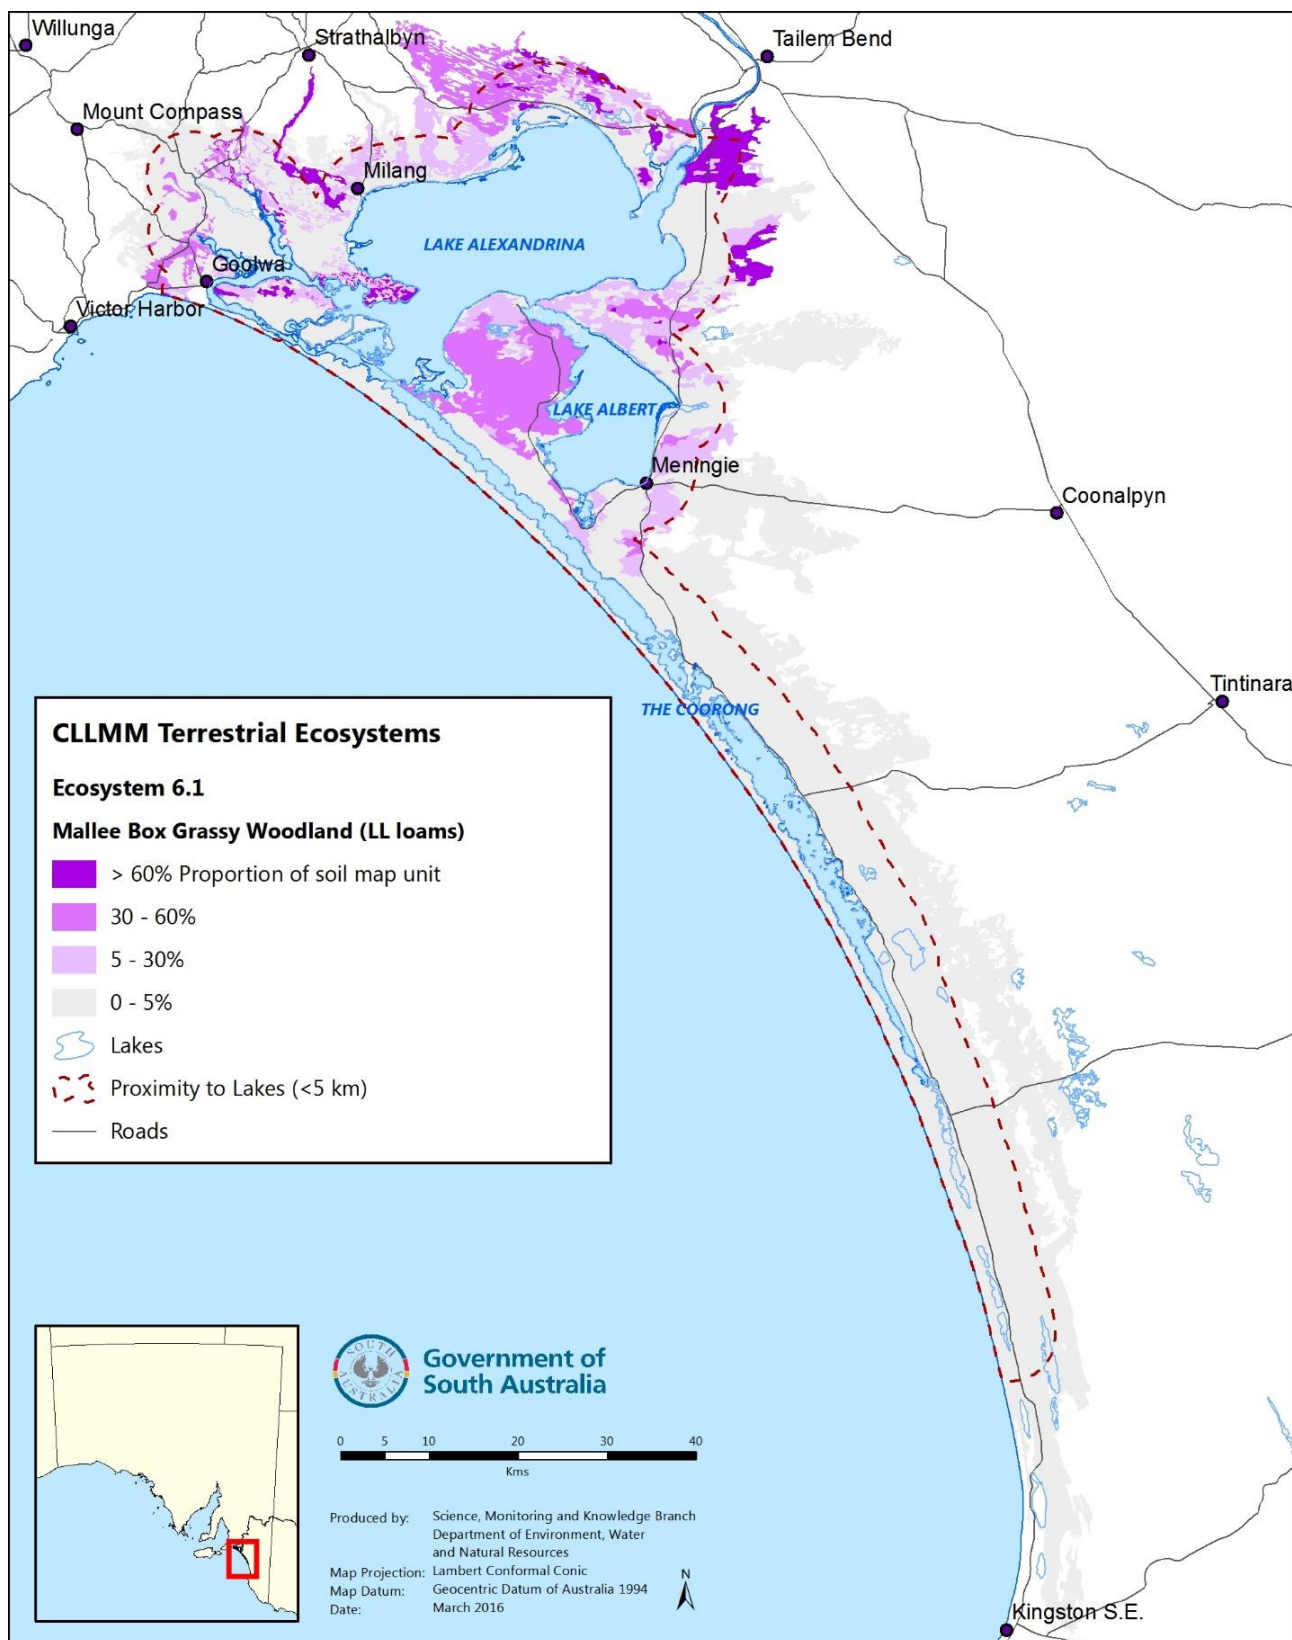 Willunga
Strathalbyn
Tailem Bend
Mount Compass
Milang
LAKE ALEXANDRINA
Goolwa
Victor Harbor
LAKE ALBERT
Meningie
Coonalpyn
Tintinara
THE COORONG
CLLMM Terrestrial Ecosystems
Ecosystem 6.1
Mallee Box Grassy Woodland (LL loams)
> 60% Proportion of soil map unit
30 - 60%
5 - 30%
0 - 5%
Lakes
Proximity to Lakes (<5 km)
Roads
SOUTH AUSTRALIA
Government of
South Australia
0 5 10 20 30 40
Kms
Produced by: Science, Monitoring and Knowledge Branch
Department of Environment, Water
and Natural Resources
Map Projection: Lambert Conformal Conic
Map Datum: Geocentric Datum of Australia 1994
Date: March 2016
N
Kingston S.E.